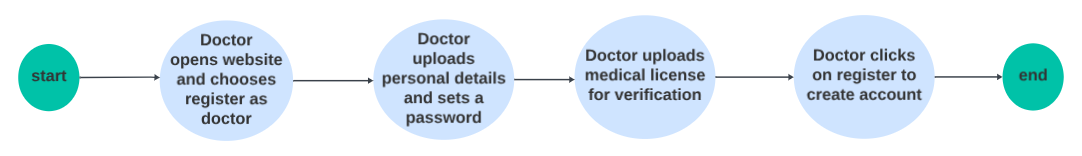 start
Doctor
opens website
and chooses
register as
doctor
Doctor
uploads
personal details
and sets a
password
Doctor uploads
medical license
for verification
Doctor clicks
on register to
create account
end